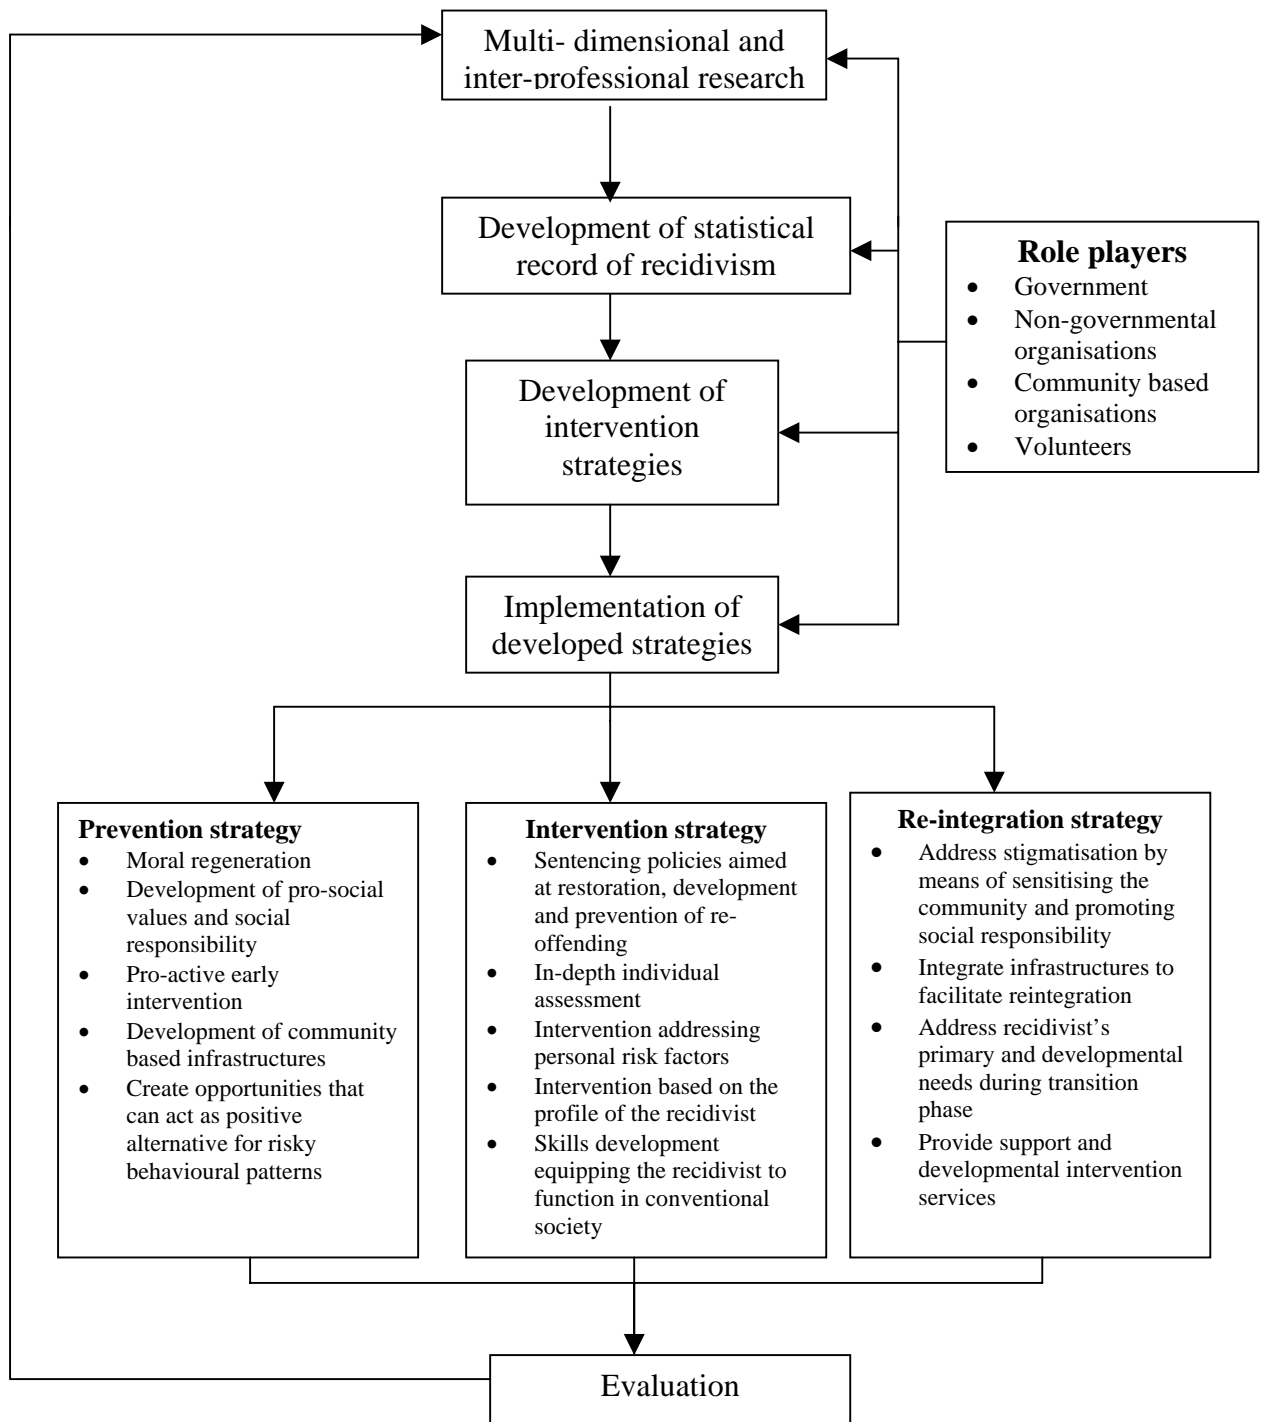 Multi- dimensional and
inter-professional research
Development of statistical
record of recidivism
Role players
• Government
• Non-governmental
organisations
• Community based
organisations
• Volunteers
Development of
intervention
strategies
Implementation of
developed strategies
Prevention strategy
• Moral regeneration
• Development of pro-social
values and social
responsibility
• Pro-active early
intervention
• Development of community
based infrastructures
• Create opportunities that
can act as positive
alternative for risky
behavioural patterns
Intervention strategy
• Sentencing policies aimed
at restoration, development
and prevention of re-
offending
• In-depth individual
assessment
• Intervention addressing
personal risk factors
• Intervention based on the
profile of the recidivist
• Skills development
equipping the recidivist to
function in conventional
society
Re-integration strategy
• Address stigmatisation by
means of sensitising the
community and promoting
social responsibility
• Integrate infrastructures to
facilitate reintegration
• Address recidivist’s
primary and developmental
needs during transition
phase
• Provide support and
developmental intervention
services
Evaluation